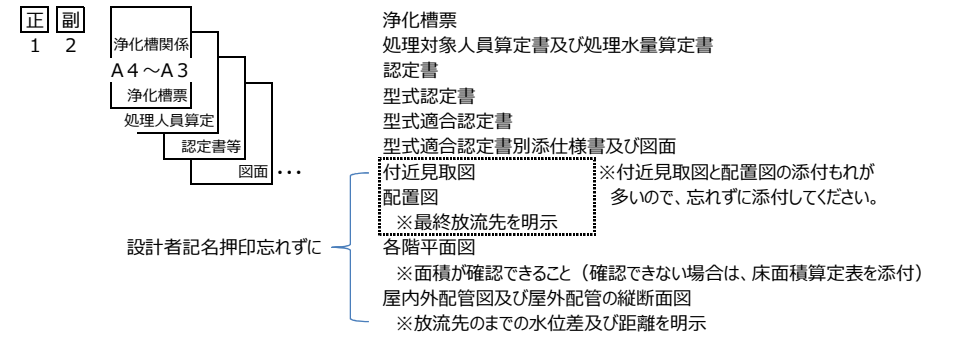 正 副
1 2
浄化槽関係
A4～A3
浄化槽票
処理人員算定
認定書等
図面 ・・・
設計者記名押印忘れずに
浄化槽票
処理対象人員算定書及び処理水量算定書
認定書
型式認定書
型式適合認定書
型式適合認定書別添仕様書及び図面
付近見取図
配置図
※最終放流先を明示
※付近見取図と配置図の添付もれが
多いので、忘れずに添付してください。
各階平面図
※面積が確認できること（確認できない場合は、床面積算定表を添付）
屋内外配管図及び屋外配管の縦断面図
※放流先のまでの水位差及び距離を明示